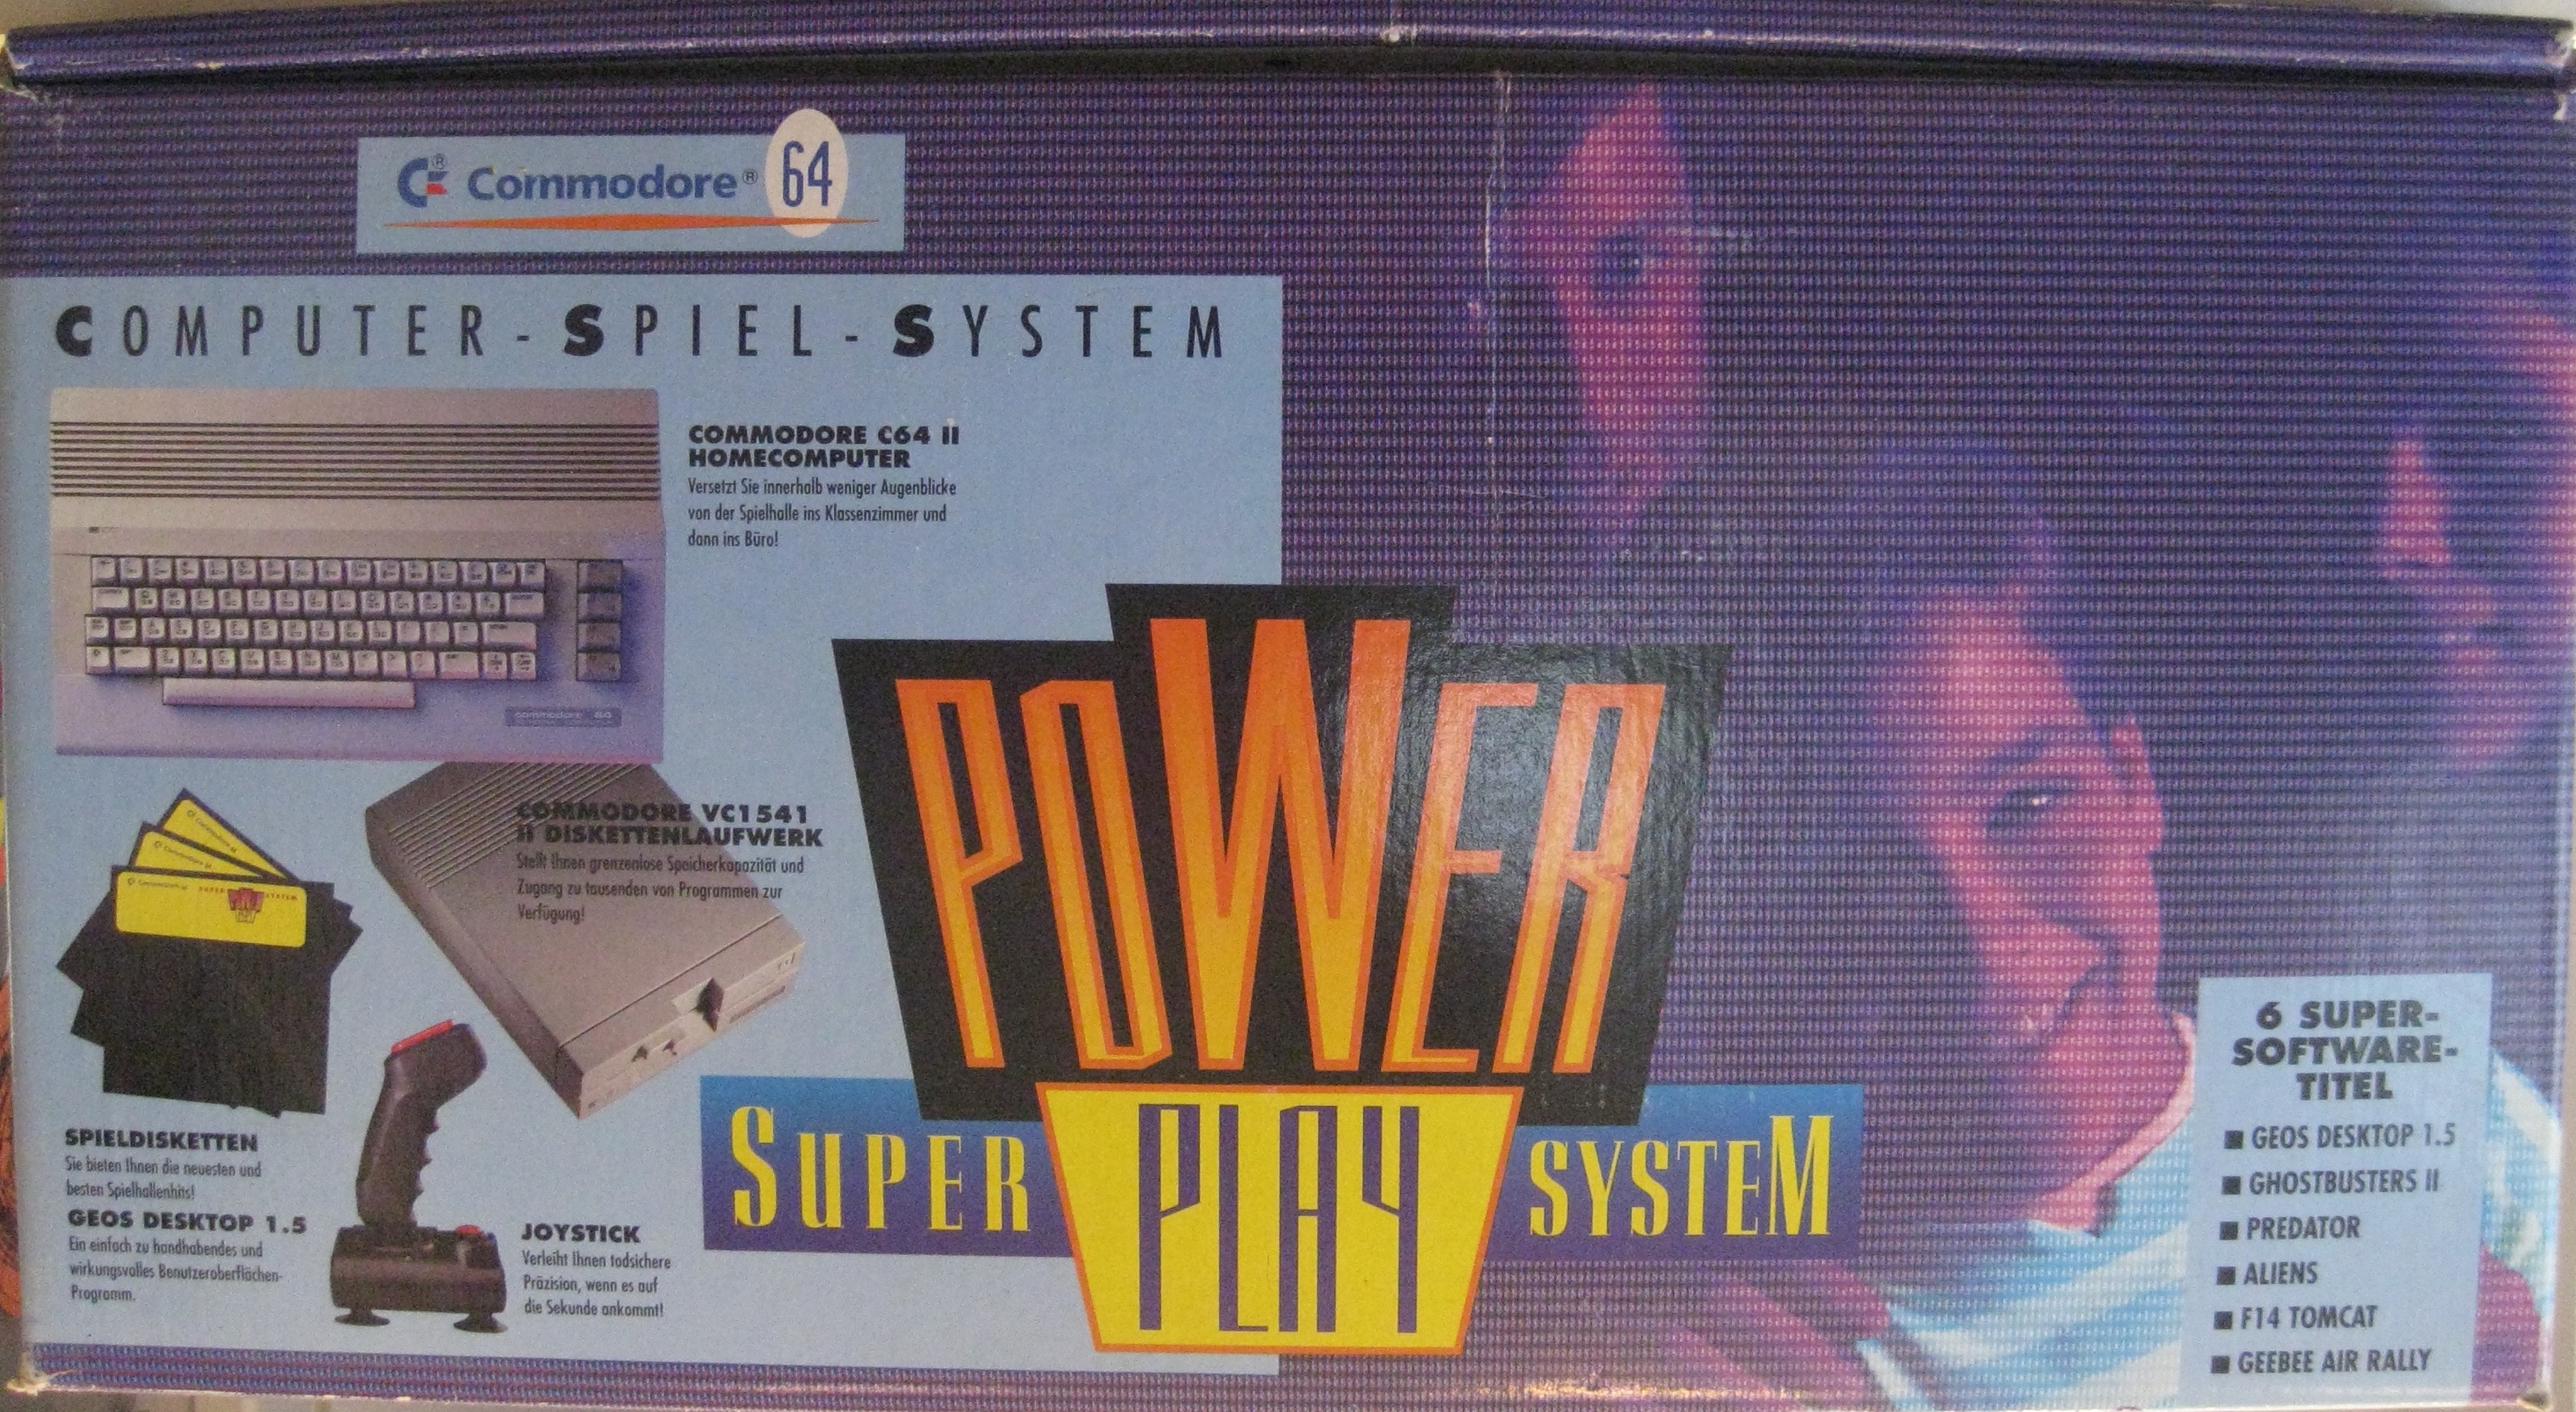 Commodore® 64
COMPUTER-SPIEL-SYSTEM
COMMODORE C64 II
HOMECOMPUTER
Versetzt Sie innerhalb weniger Augenblicke
von der Spielhalle ins Klassenzimmer und
dann ins Büro!
commodore 64
COMMODORE VC1541
II DISKETTENLAUFWERK
Stellt Ihnen grenzenlose Speicherkapazität und
Zugang zu tausenden von Programmen zur
Verfügung!
SPIELDISKETTEN
Sie bieten Ihnen die neuesten und
besten Spielhallenhits!
GEOS DESKTOP 1.5
Ein einfach zu handhabendes und
wirkungsvolles Benutzeroberflächen-
Programm.
JOYSTICK
Verleiht Ihnen todsichere
Präzision, wenn es auf
die Sekunde ankommt!
POWER
SUPER PLAY SYSTEM
6 SUPER-
SOFTWARE-
TITEL
■ GEOS DESKTOP 1.5
■ GHOSTBUSTERS II
■ PREDATOR
■ ALIENS
■ F14 TOMCAT
■ GEEBEE AIR RALLY